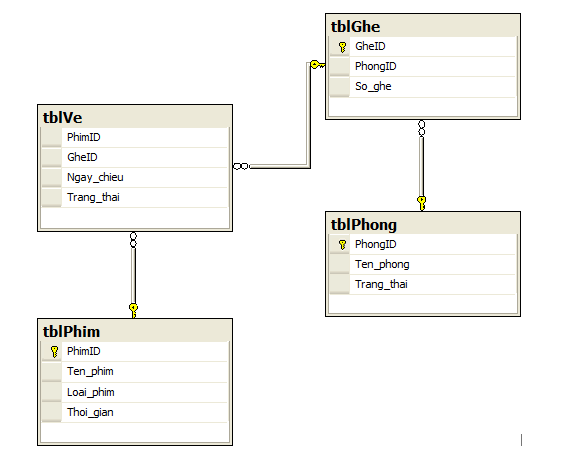 tblGhe
GheID
PhongID
So_ghe
tblVe
PhimID
GheID
Ngay_chieu
Trang_thai
tblPhong
PhongID
Ten_phong
Trang_thai
tblPhim
PhimID
Ten_phim
Loai_phim
Thoi_gian